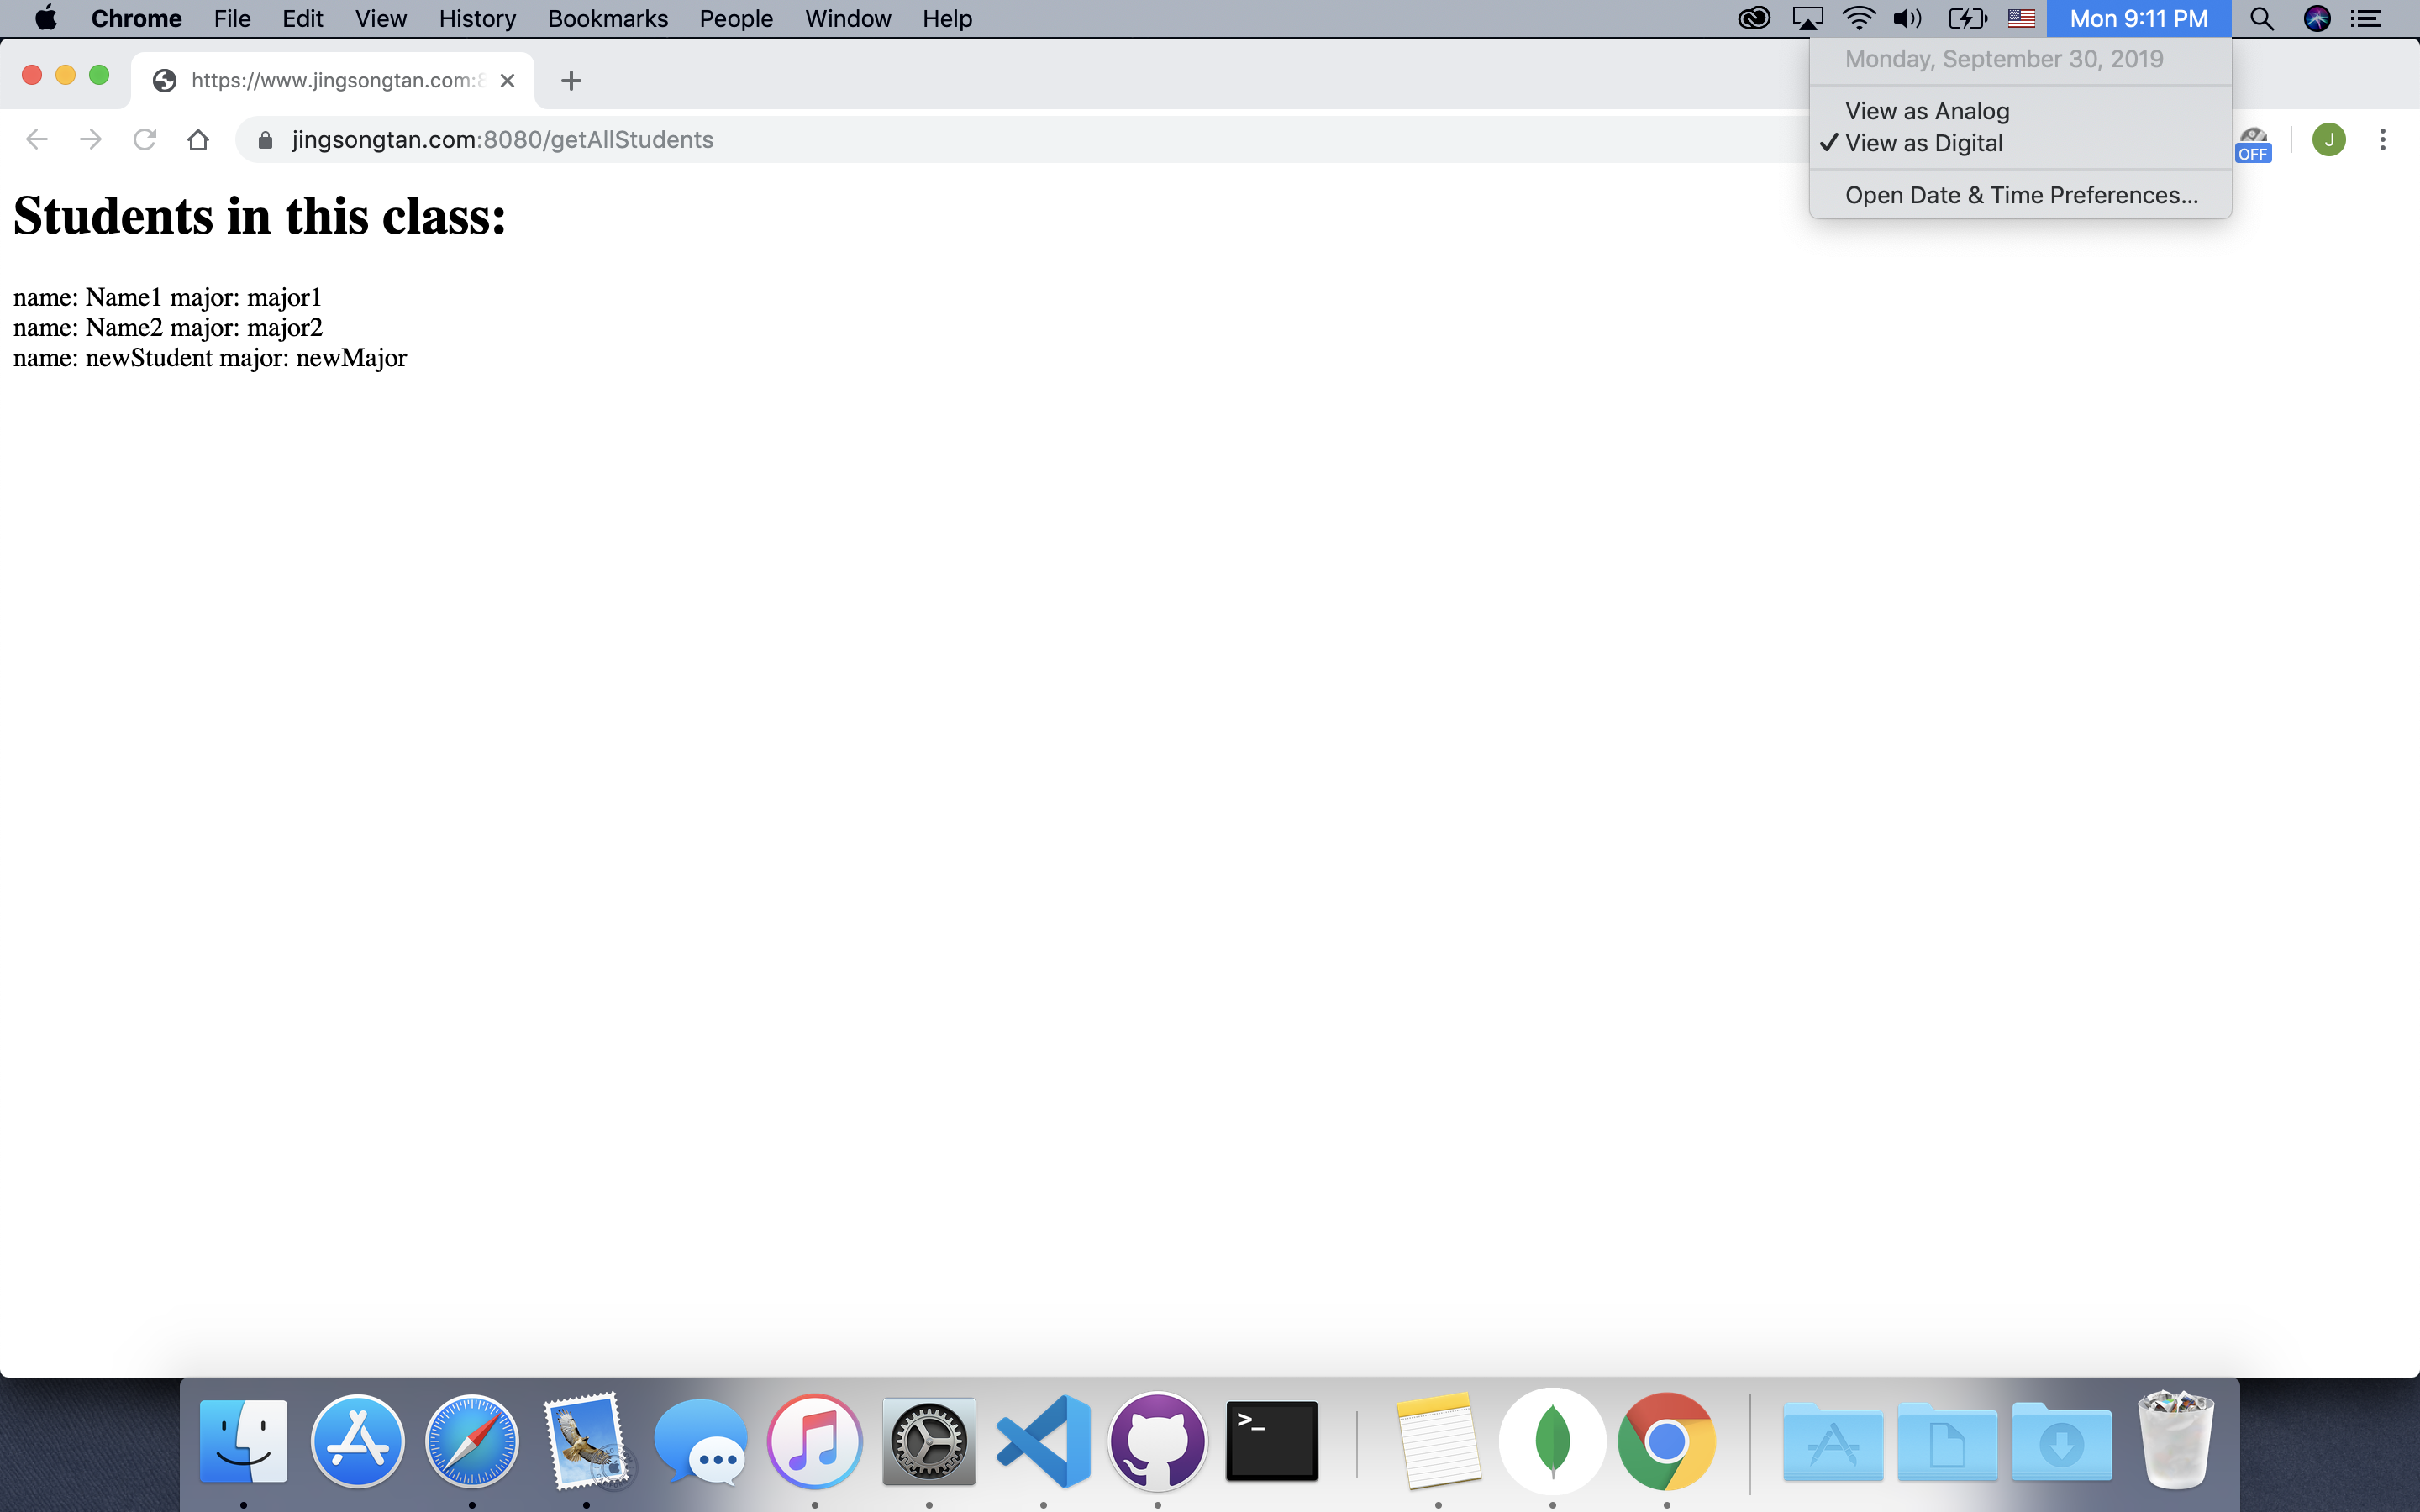 Chrome File Edit View History Bookmarks People Window Help Mon 9:11 PM
Monday, September 30, 2019
View as Analog
✓ View as Digital
Open Date & Time Preferences...
https://www.jingsongtan.com:8
jingsongtan.com:8080/getAllStudents
OFF
J
Students in this class:
name: Name1 major: major1
name: Name2 major: major2
name: newStudent major: newMajor
>_